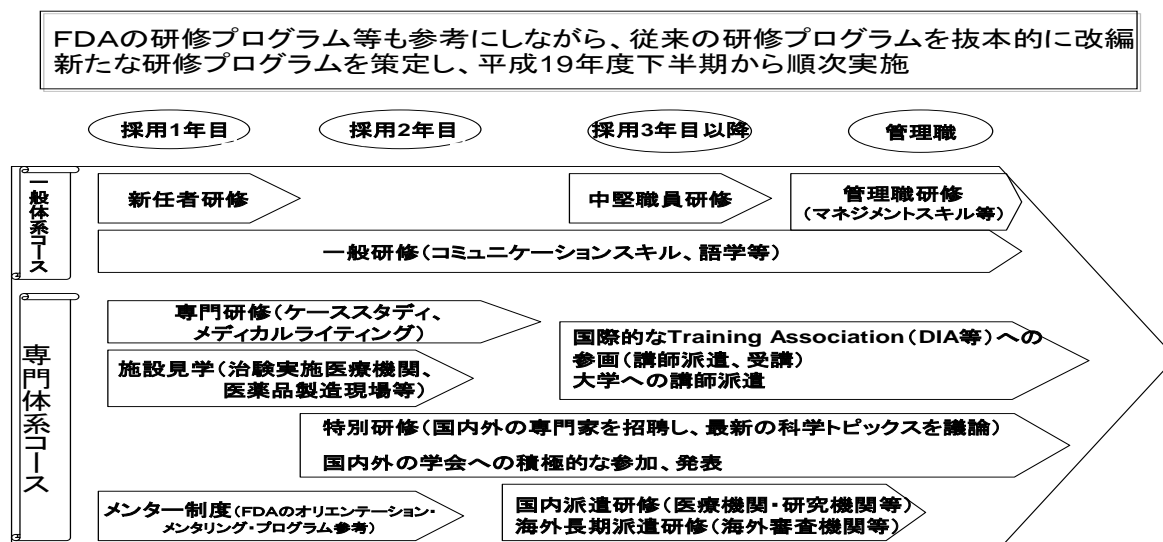 FDAの研修プログラム等も参考にしながら、従来の研修プログラムを抜本的に改編
新たな研修プログラムを策定し、平成19年度下半期から順次実施
採用1年目
採用2年目
採用3年目以降
管理職
一般体系コース
新任者研修
中堅職員研修
管理職研修
(マネジメントスキル等)
一般研修(コミュニケーションスキル、語学等)
専門体系コース
専門研修(ケーススタディ、
メディカルライティング)
施設見学(治験実施医療機関、
医薬品製造現場等)
国際的なTraining Association(DIA等)への
参画(講師派遣、受講)
大学への講師派遣
特別研修(国内外の専門家を招聘し、最新の科学トピックスを議論)
国内外の学会への積極的な参加、発表
メンター制度(FDAのオリエンテーション・
メンタリング・プログラム参考)
国内派遣研修(医療機関・研究機関等)
海外長期派遣研修(海外審査機関等)